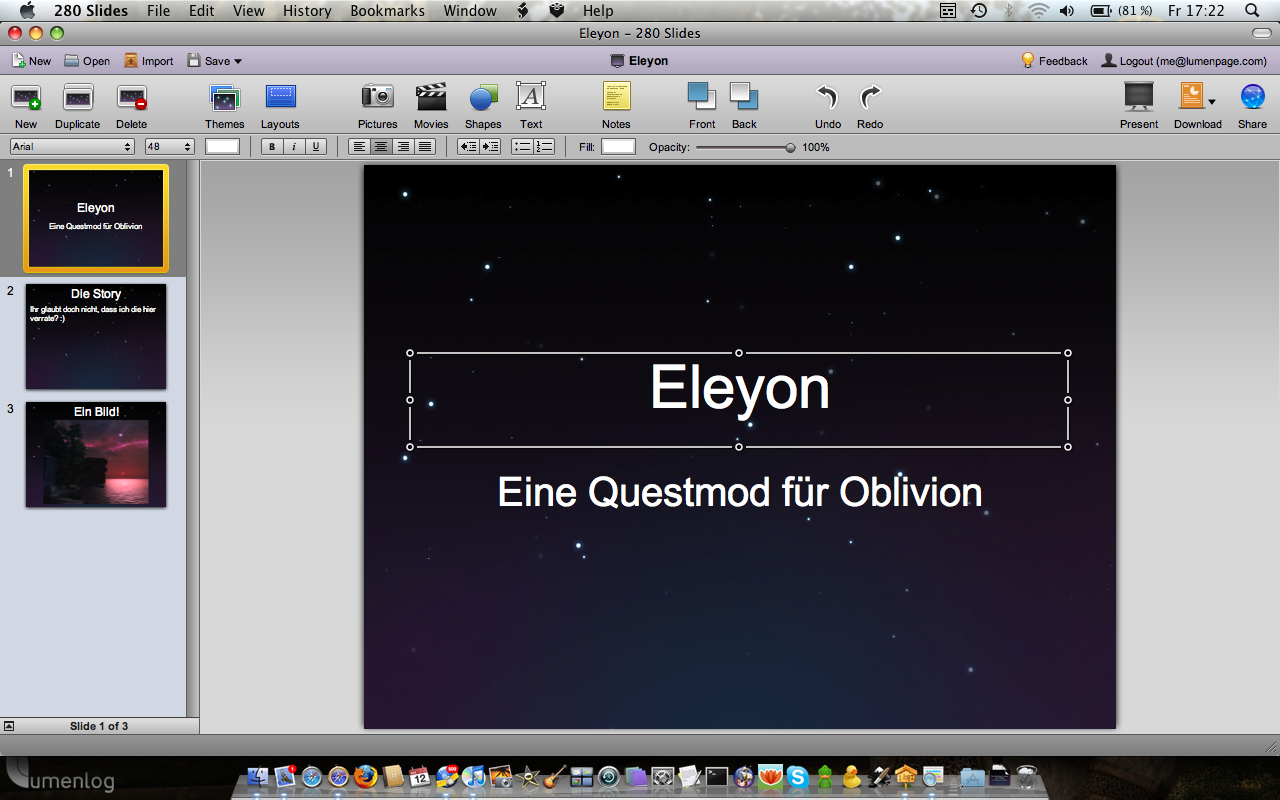 280 Slides File Edit View History Bookmarks Window Help (81 %) Fr 17:22
Eleyon – 280 Slides
New Open Import Save Eleyon Feedback Logout (me@lumenpage.com)
New Duplicate Delete Themes Layouts Pictures Movies Shapes Text Notes Front Back Undo Redo Present Download Share
Arial 48 B i U Fill: Opacity: 100%
1
Eleyon
Eine Questmod für Oblivion
2
Die Story
Ihr glaubt doch nicht, dass ich die hier
verrate? :)
3
Ein Bild!
Eleyon
Eine Questmod für Oblivion
Slide 1 of 3
Lumenlog
12